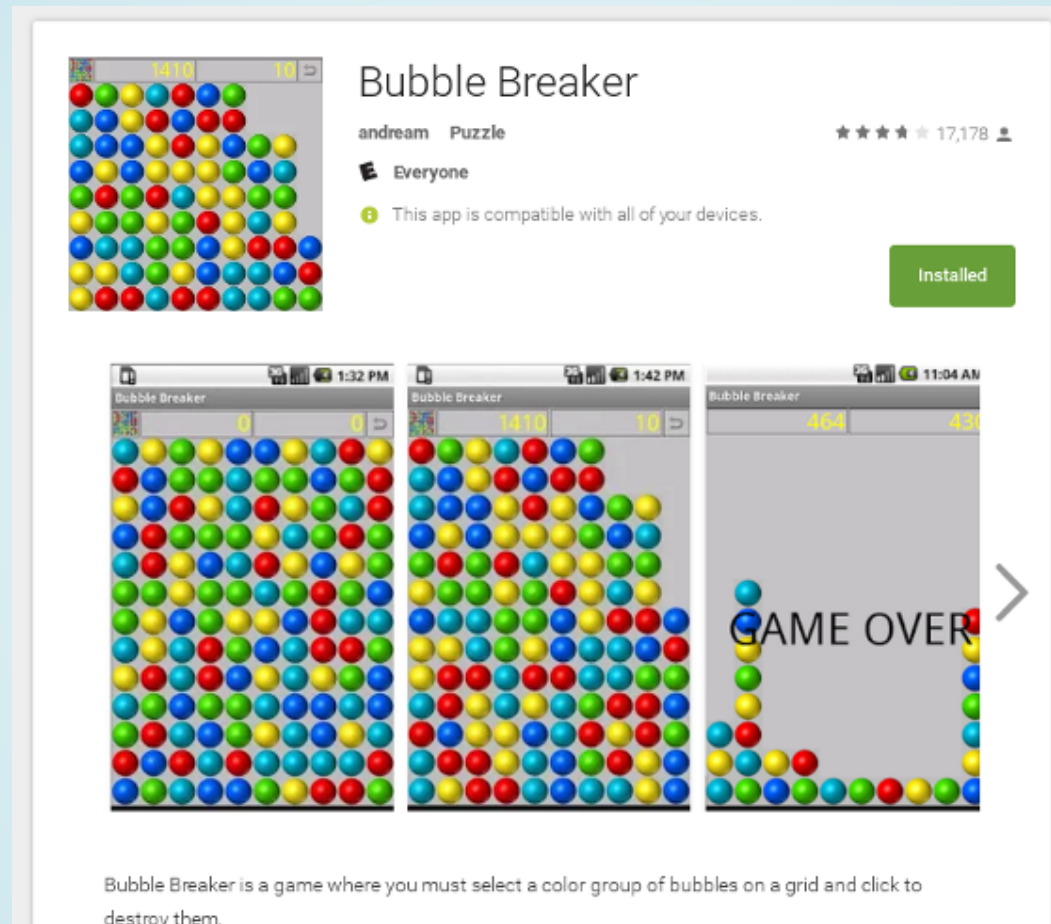 1410 10
Bubble Breaker
andream Puzzle
17,178
E Everyone
This app is compatible with all of your devices.
Installed
1:32 PM
Bubble Breaker
0 0
1:42 PM
Bubble Breaker
1410 10
11:04 AM
Bubble Breaker
464 430
GAME OVER
Bubble Breaker is a game where you must select a color group of bubbles on a grid and click to
destroy them.